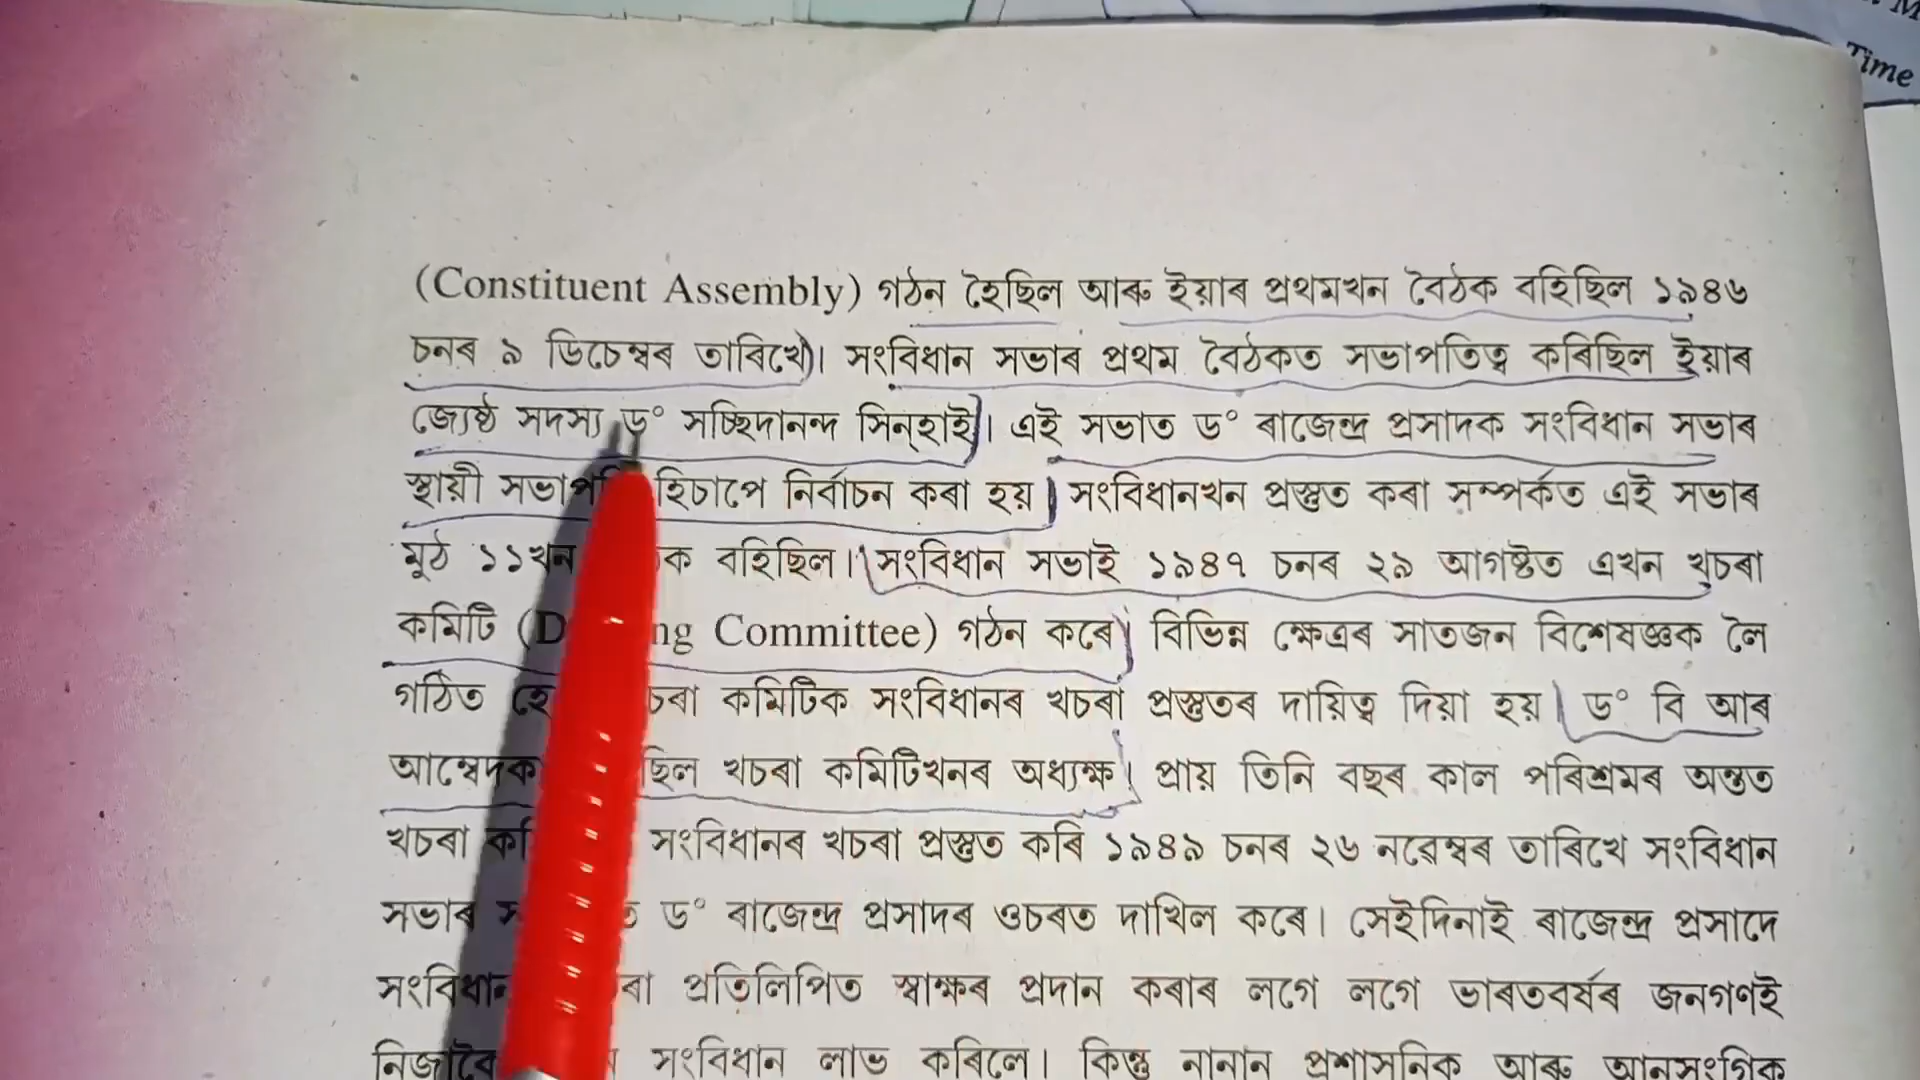 Time
(Constituent Assembly) গঠন হৈছিল আৰু ইয়াৰ প্ৰথমখন বৈঠক বহিছিল ১৯৪৬
চনৰ ৯ ডিচেম্বৰ তাৰিখে)। সংবিধান সভাৰ প্ৰথম বৈঠকত সভাপতিত্ব কৰিছিল ইয়াৰ
জ্যেষ্ঠ সদস্য ড° সচ্ছিদানন্দ সিন্‌হাই। এই সভাত ড° ৰাজেন্দ্ৰ প্ৰসাদক সংবিধান সভাৰ
স্থায়ী হিচাপে নিৰ্বাচন কৰা হয়। সংবিধানখন প্ৰস্তুত কৰা সম্পৰ্কত এই সভাৰ
মুঠ ১১খন বহিছিল। সংবিধান সভাই ১৯৪৭ চনৰ ২৯ আগষ্টত এখন খচৰা
কমিটি Committee) গঠন কৰে। বিভিন্ন ক্ষেত্ৰৰ সাতজন বিশেষজ্ঞক লৈ
গঠিত কমিটিক সংবিধানৰ খচৰা প্ৰস্তুতৰ দায়িত্ব দিয়া হয়। ড° বি আৰ
খচৰা কমিটিখনৰ অধ্যক্ষ। প্ৰায় তিনি বছৰ কাল পৰিশ্ৰমৰ অন্তত
খচৰা সংবিধানৰ খচৰা প্ৰস্তুত কৰি ১৯৪৯ চনৰ ২৬ নৱেম্বৰ তাৰিখে সংবিধান
সভাৰ ড° ৰাজেন্দ্ৰ প্ৰসাদৰ ওচৰত দাখিল কৰে। সেইদিনাই ৰাজেন্দ্ৰ প্ৰসাদে
প্ৰতিলিপিত স্বাক্ষৰ প্ৰদান কৰাৰ লগে লগে ভাৰতবৰ্ষৰ জনগণই
সংবিধান লাভ কৰিলে। কিন্তু নানান প্ৰশাসনিক আৰু আনুসংগিক